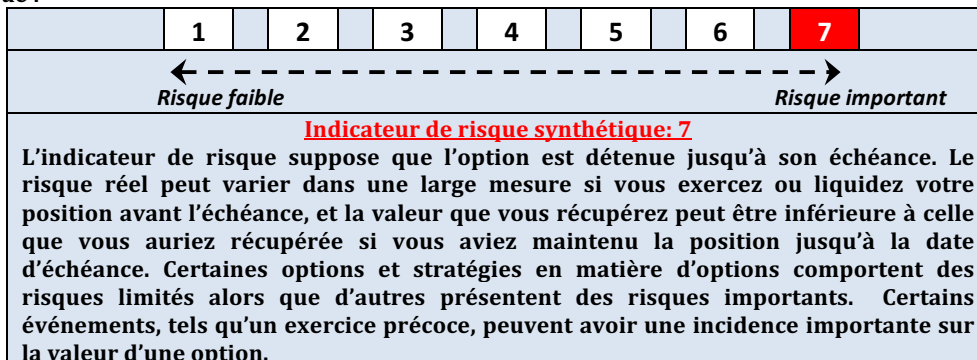 1 2 3 4 5 6 7
Risque faible Risque important
Indicateur de risque synthétique: 7
L'indicateur de risque suppose que l'option est détenue jusqu'à son échéance. Le
risque réel peut varier dans une large mesure si vous exercez ou liquidez votre
position avant l'échéance, et la valeur que vous récupérez peut être inférieure à celle
que vous auriez récupérée si vous aviez maintenu la position jusqu'à la date
d'échéance. Certaines options et stratégies en matière d'options comportent des
risques limités alors que d'autres présentent des risques importants. Certains
événements, tels qu'un exercice précoce, peuvent avoir une incidence importante sur
la valeur d'une option.